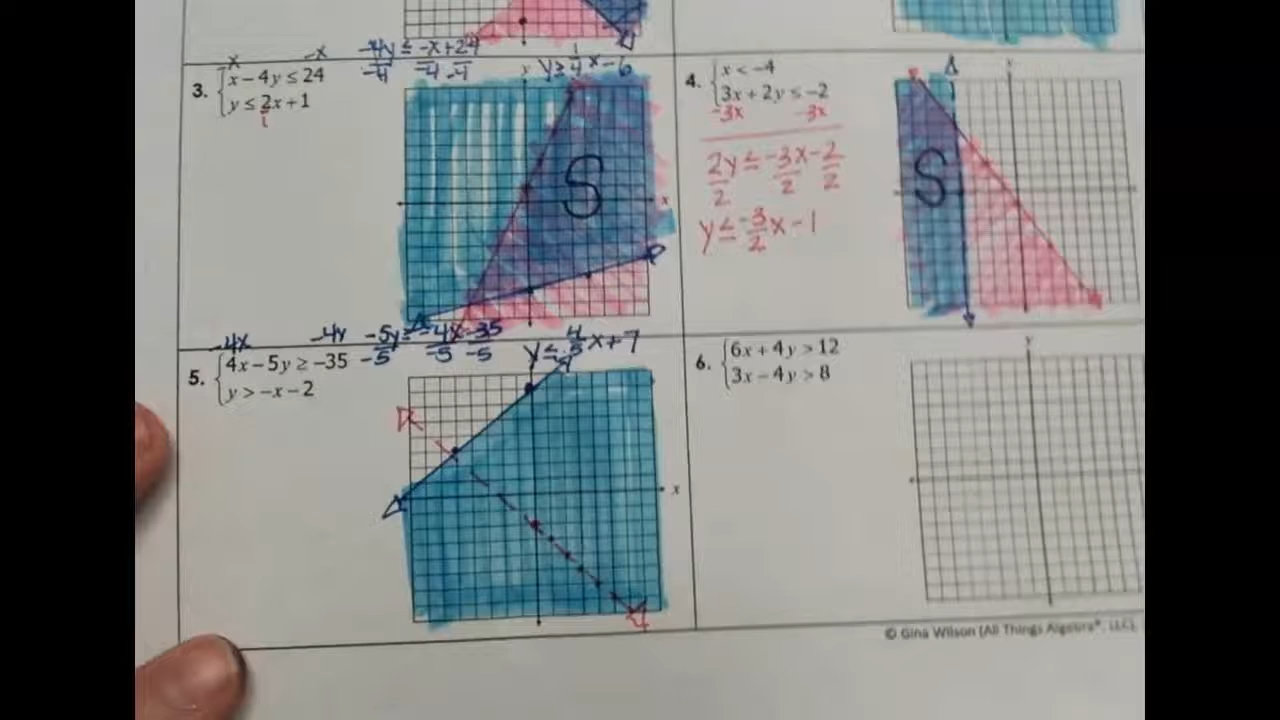 x -x -4y ≤ -x+24 y ≥ 1/4 x - 6
-4 -4 -4
3. x - 4y ≤ 24
y ≤ 2x + 1
1
y
x
S
4. x < -4
3x + 2y ≤ -2
-3x -3x
2y ≤ -3x - 2
2 2 2
y ≤ -3/2 x - 1
y
S
-4x -4x -5y ≥ -4x -35 y ≤ 4/5 x + 7
-5 -5 -5
5. 4x - 5y ≥ -35
y > -x - 2
x
6. 6x + 4y > 12
3x - 4y > 8
y
© Gina Wilson (All Things Algebra®, LLC),